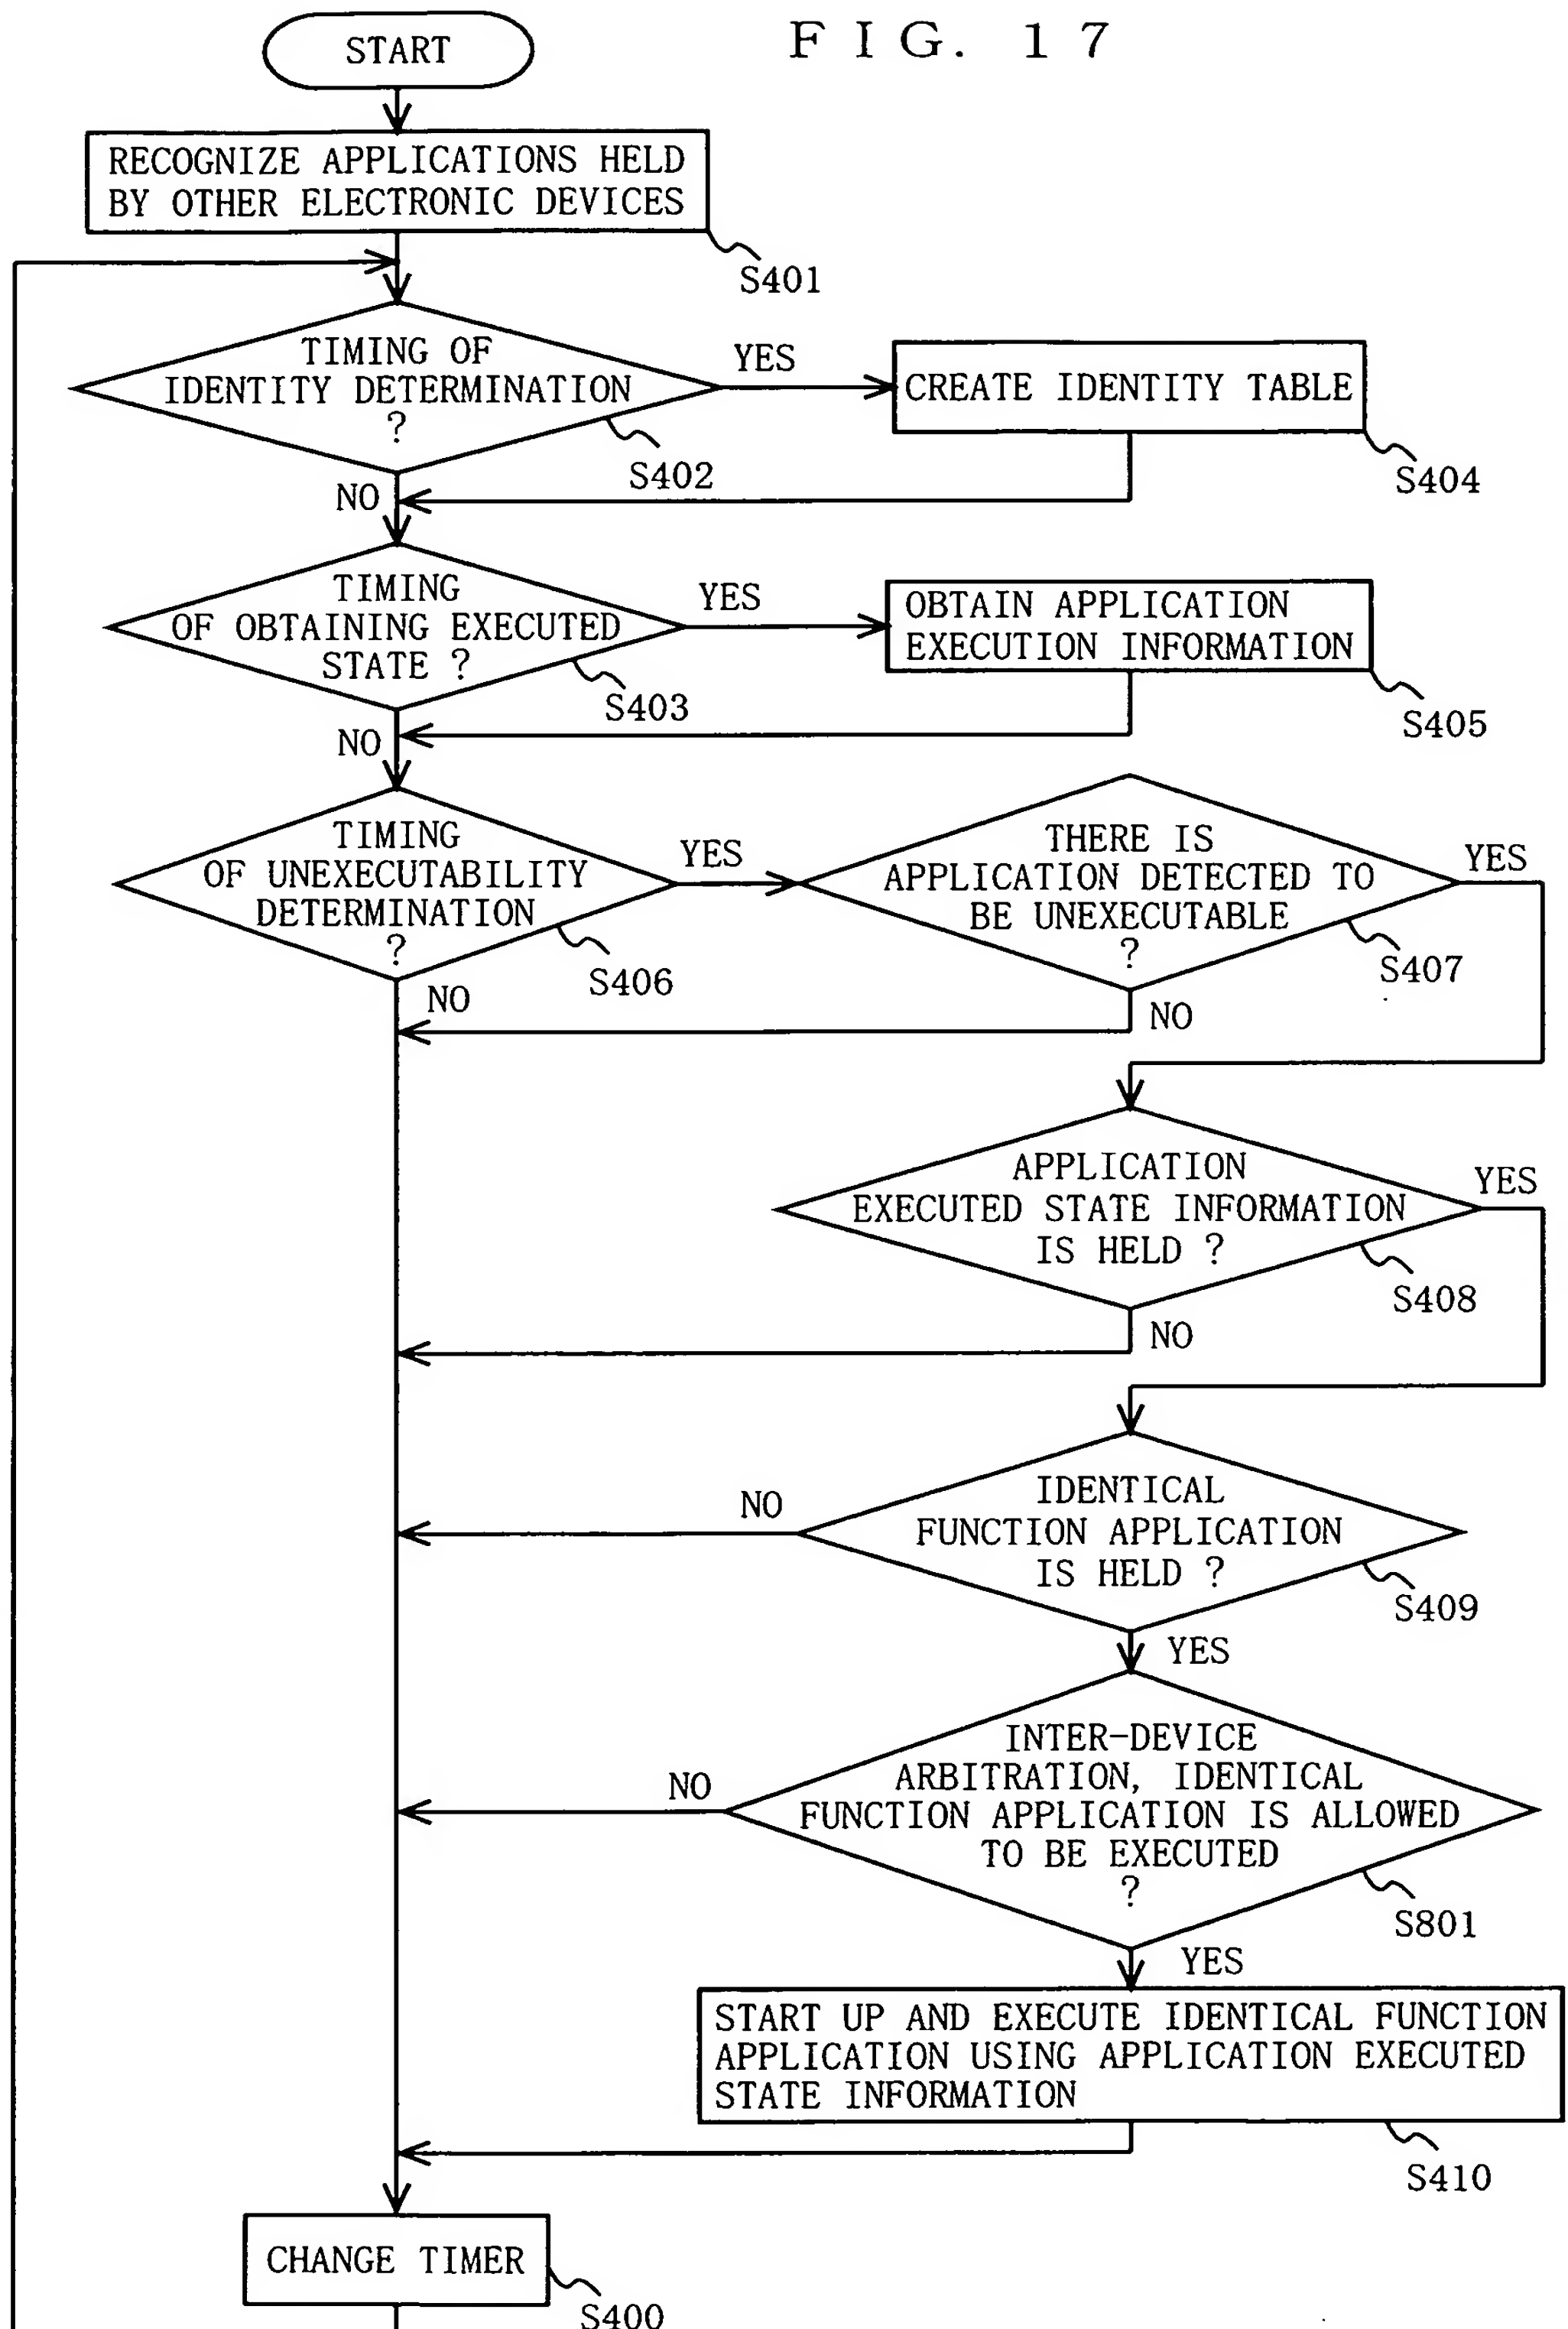 F I G. 1 7
START
RECOGNIZE APPLICATIONS HELD
BY OTHER ELECTRONIC DEVICES
S401
TIMING OF
IDENTITY DETERMINATION
?
S402
YES
NO
CREATE IDENTITY TABLE
S404
TIMING
OF OBTAINING EXECUTED
STATE ?
S403
YES
NO
OBTAIN APPLICATION
EXECUTION INFORMATION
S405
TIMING
OF UNEXECUTABILITY
DETERMINATION
?
S406
YES
NO
THERE IS
APPLICATION DETECTED TO
BE UNEXECUTABLE
?
S407
YES
NO
APPLICATION
EXECUTED STATE INFORMATION
IS HELD ?
S408
YES
NO
IDENTICAL
FUNCTION APPLICATION
IS HELD ?
S409
NO
YES
INTER-DEVICE
ARBITRATION, IDENTICAL
FUNCTION APPLICATION IS ALLOWED
TO BE EXECUTED
?
S801
NO
YES
START UP AND EXECUTE IDENTICAL FUNCTION
APPLICATION USING APPLICATION EXECUTED
STATE INFORMATION
S410
CHANGE TIMER
S400